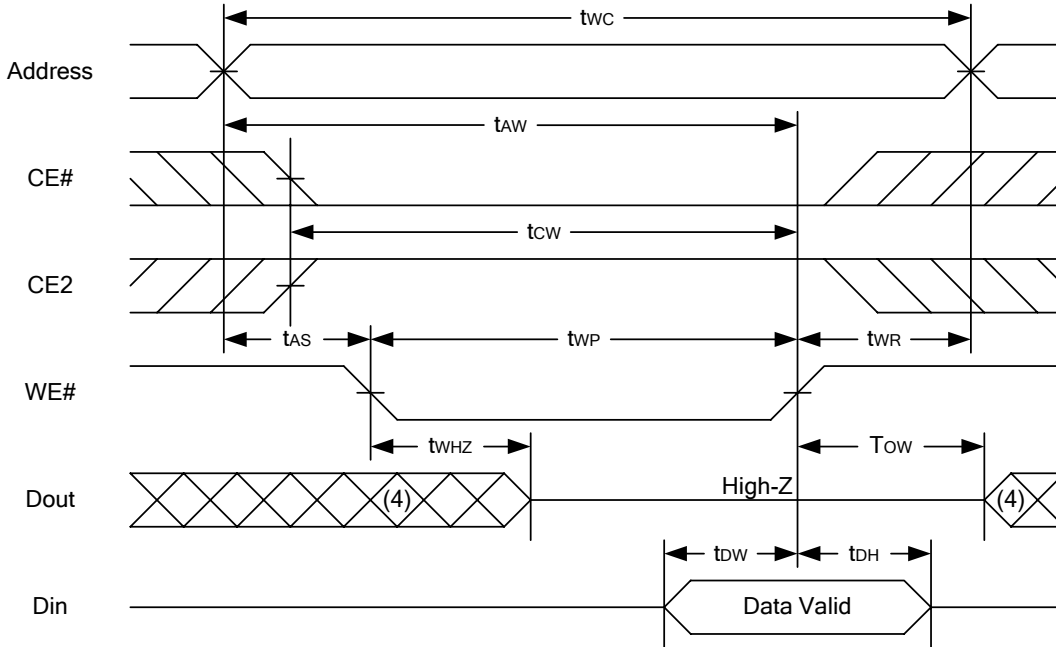 tWC
Address
tAW
CE#
tCW
CE2
tAS tWP tWR
WE#
tWHZ TOW
Dout (4) High-Z (4)
tDW tDH
Din Data Valid